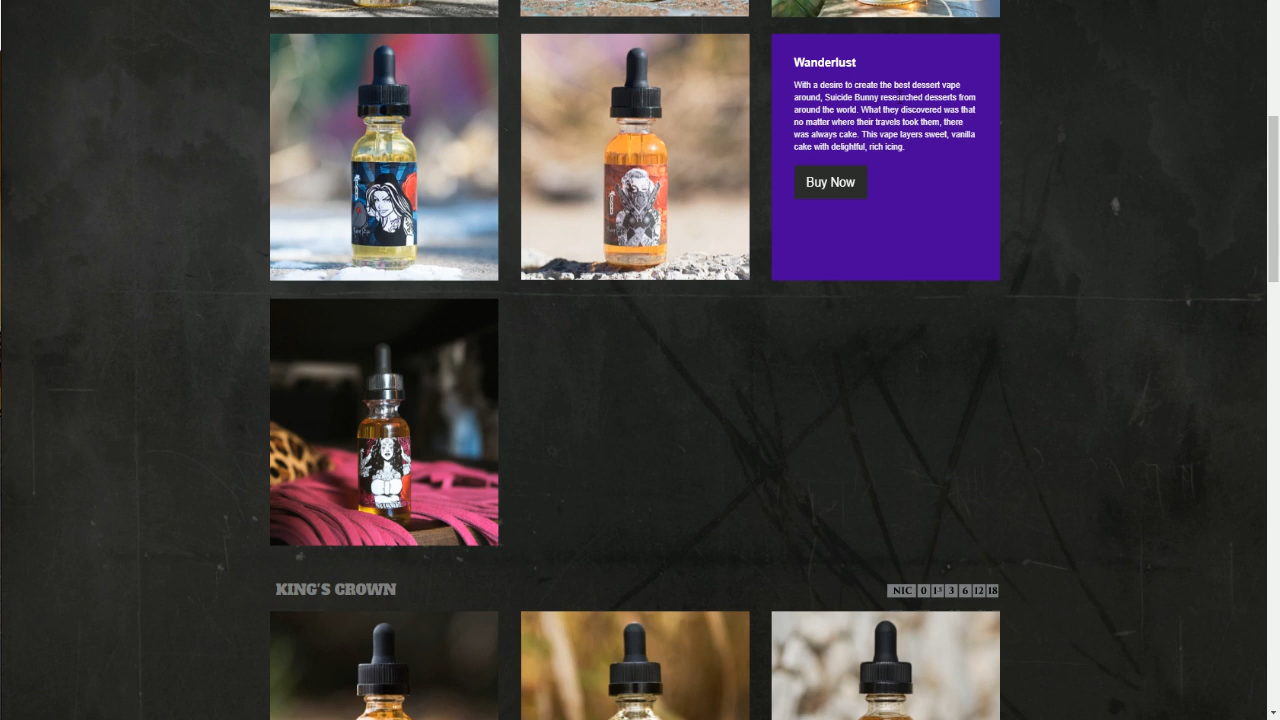 Wanderlust
With a desire to create the best dessert vape
around, Suicide Bunny researched desserts from
around the world. What they discovered was that
no matter where their travels took them, there
was always cake. This vape layers sweet, vanilla
cake with delightful, rich icing.
Buy Now
KING'S CROWN
NIC 0 1.5 3 6 12 18